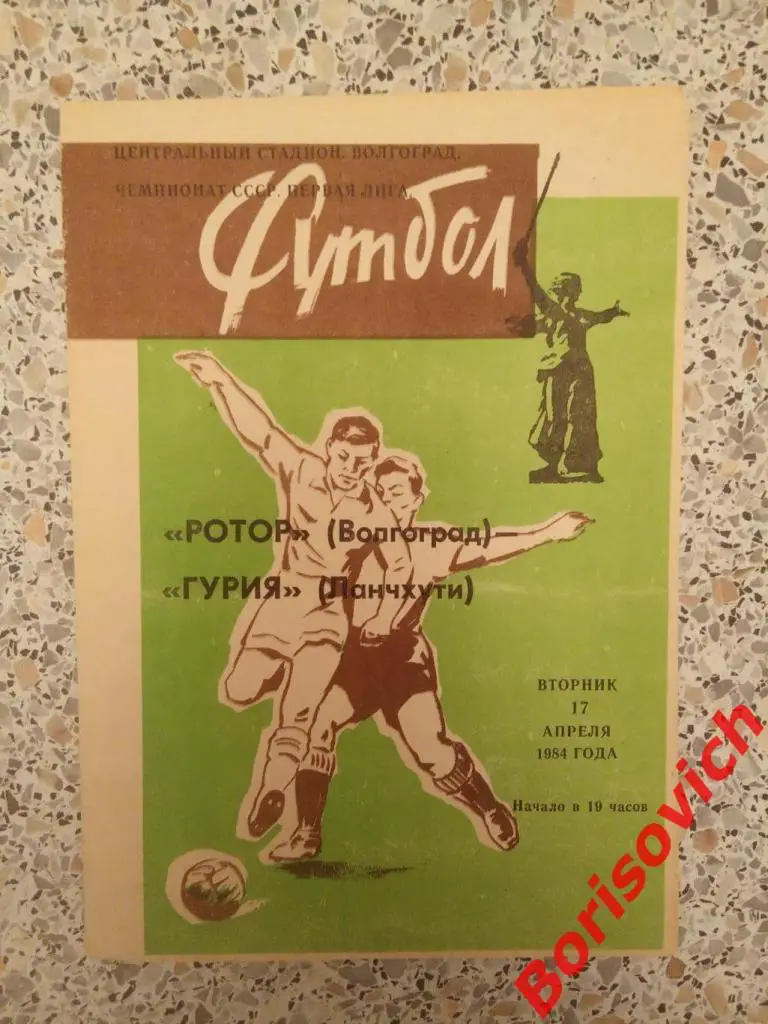 ЦЕНТРАЛЬНЫЙ СТАДИОН. ВОЛГОГРАД.
ЧЕМПИОНАТ СССР. ПЕРВАЯ ЛИГА.
Футбол
«РОТОР» (Волгоград)—
«ГУРИЯ» (Ланчхути)
ВТОРНИК
17
АПРЕЛЯ
1984 ГОДА
Начало в 19 часов
Borisovich